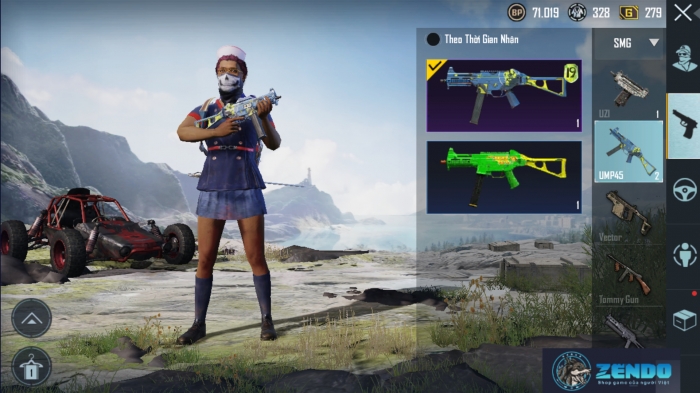 BP 71.019 328 G 279
Theo Thời Gian Nhận
SMG
19
1
1
UZI 1
UMP45 2
Vector
Tommy Gun
ZENDO
Shop game của người Việt